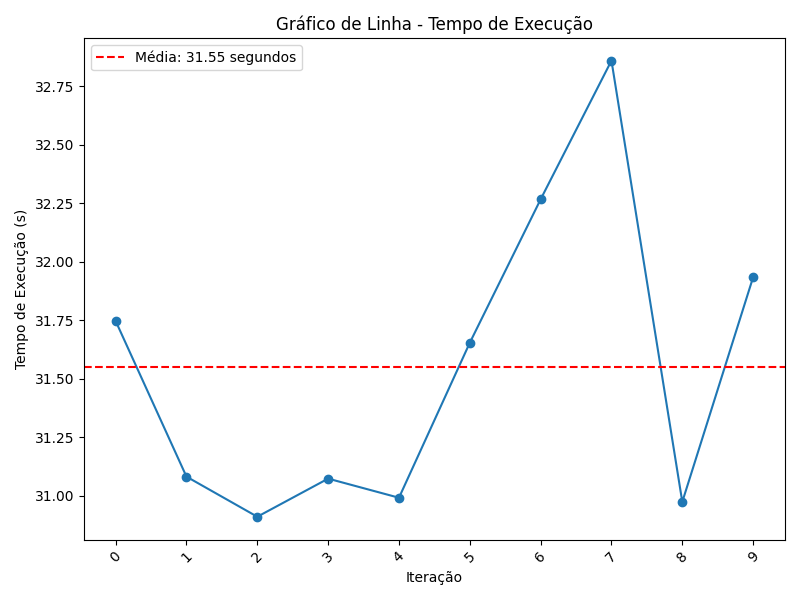 Gráfico de Linha - Tempo de Execução
Média: 31.55 segundos
Tempo de Execução (s)
32.75
32.50
32.25
32.00
31.75
31.50
31.25
31.00
0 1 2 3 4 5 6 7 8 9
Iteração